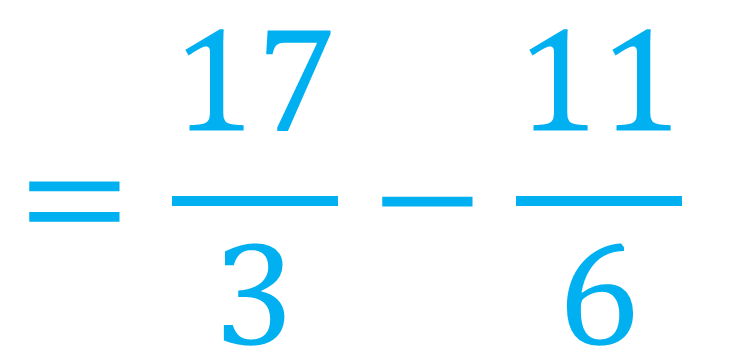 = 17/3 − 11/6